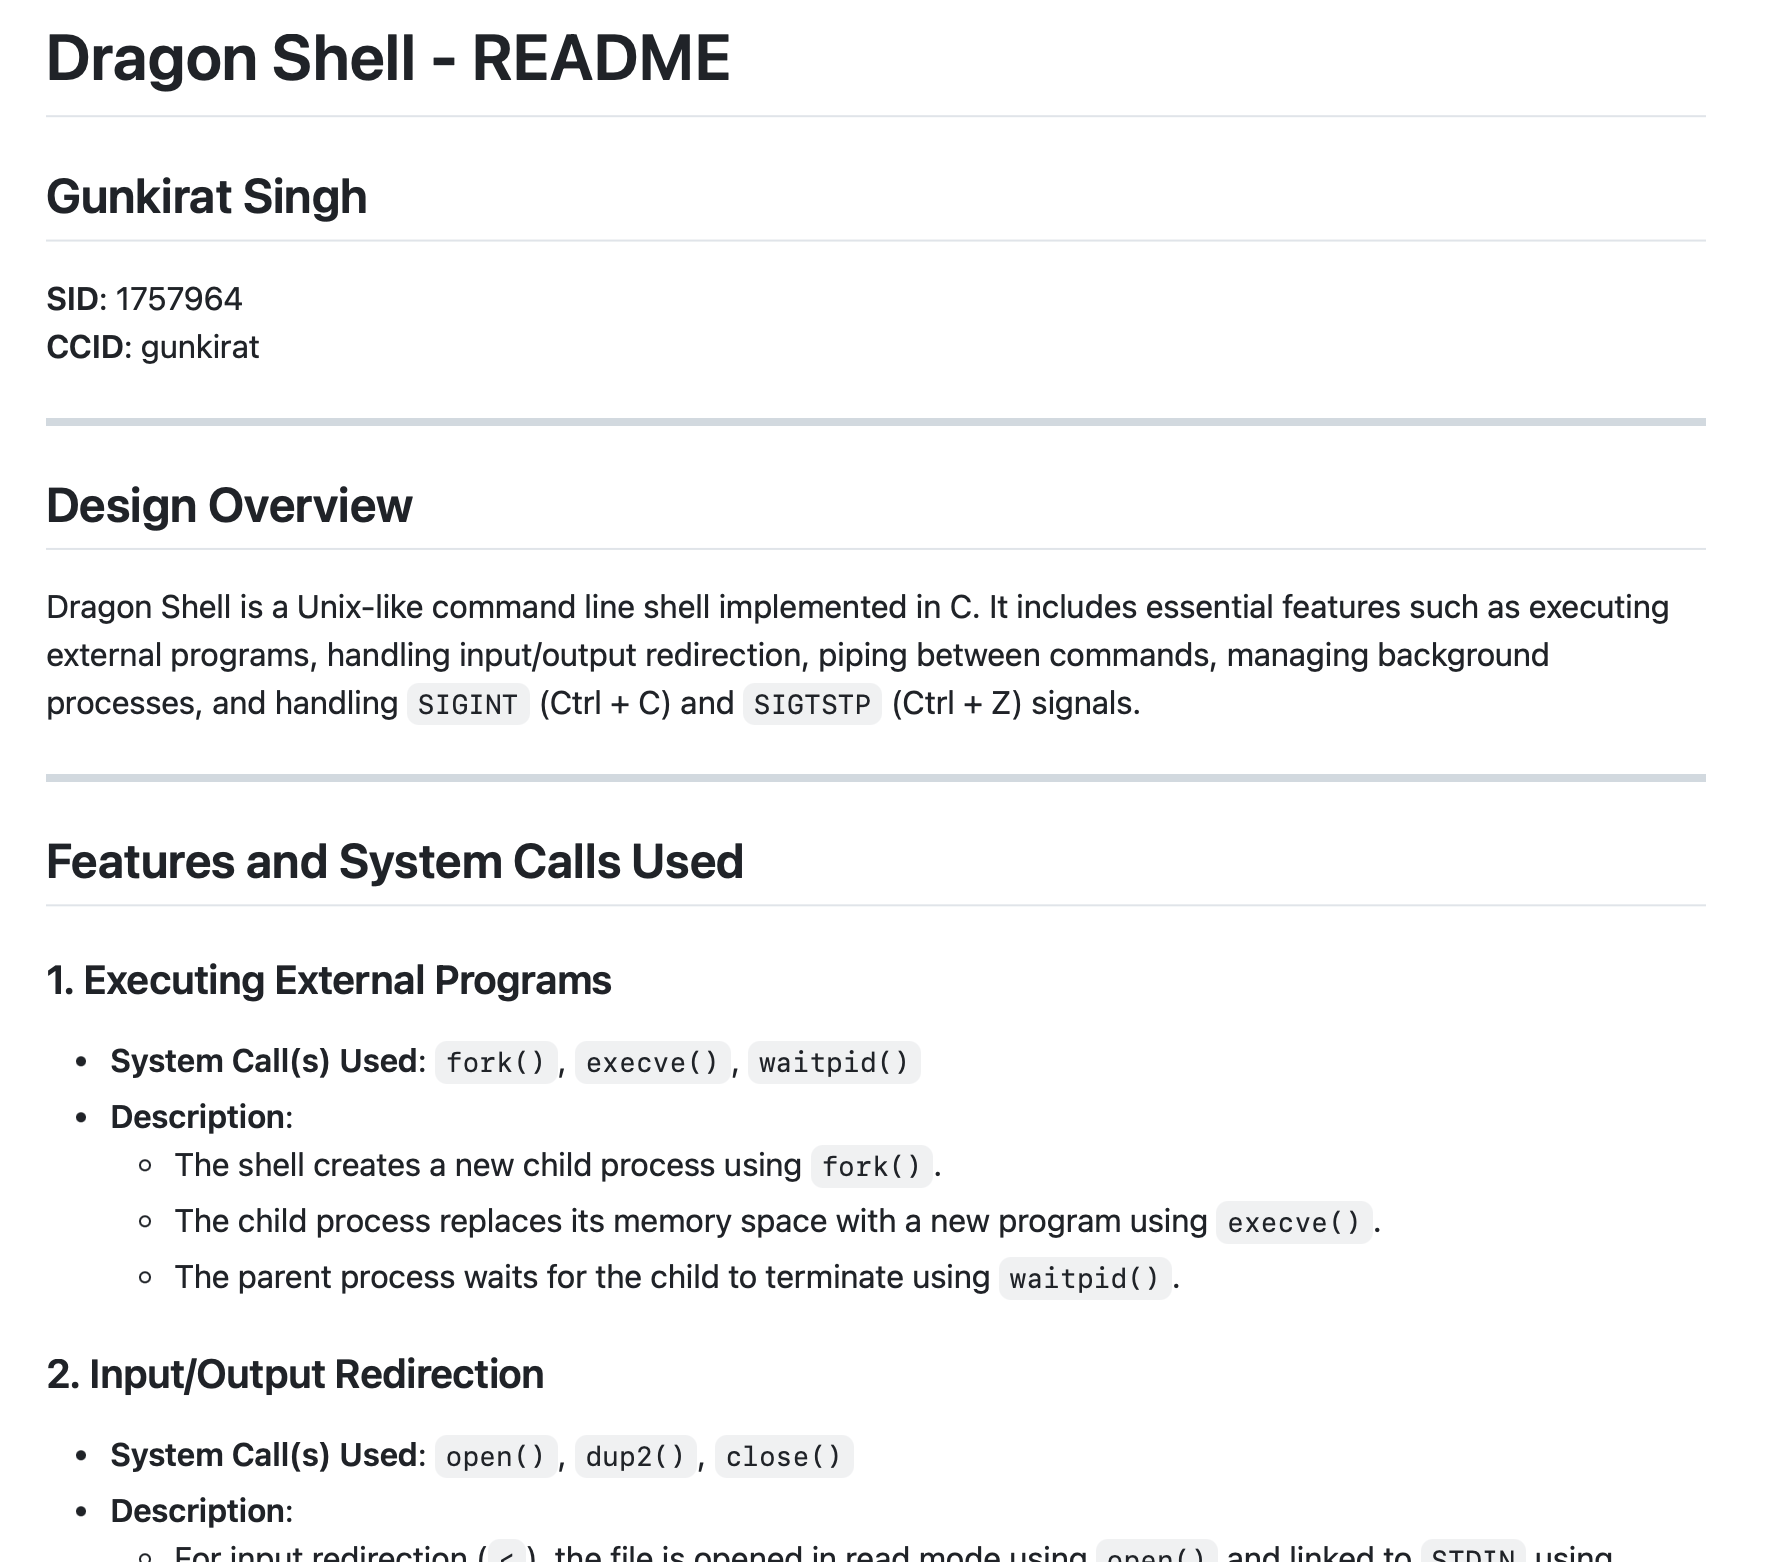 Dragon Shell - README
Gunkirat Singh
SID: 1757964
CCID: gunkirat
Design Overview
Dragon Shell is a Unix-like command line shell implemented in C. It includes essential features such as executing
external programs, handling input/output redirection, piping between commands, managing background
processes, and handling SIGINT (Ctrl + C) and SIGTSTP (Ctrl + Z) signals.
Features and System Calls Used
1. Executing External Programs
• System Call(s) Used: fork(), execve(), waitpid()
• Description:
◦ The shell creates a new child process using fork().
◦ The child process replaces its memory space with a new program using execve().
◦ The parent process waits for the child to terminate using waitpid().
2. Input/Output Redirection
• System Call(s) Used: open(), dup2(), close()
• Description:
◦ For input redirection (<), the file is opened in read mode using open() and linked to STDIN using